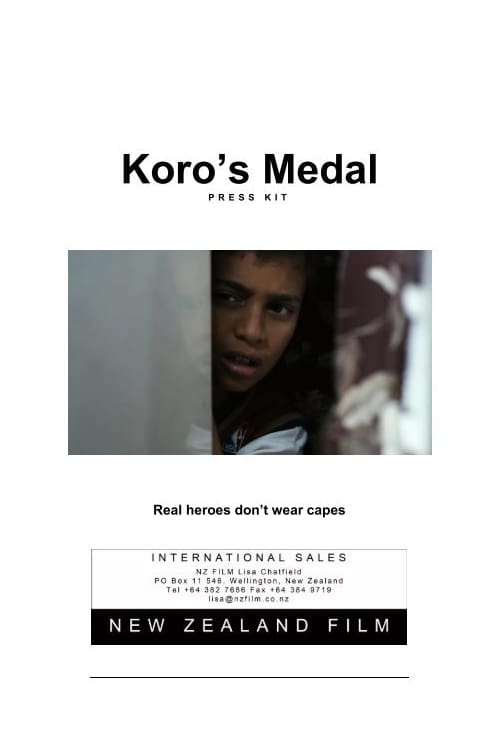 Koro’s Medal
PRESS KIT
Real heroes don’t wear capes
INTERNATIONAL SALES
NZ FILM Lisa Chatfield
PO Box 11 546, Wellington, New Zealand
Tel +64 382 7686 Fax +64 384 9719
lisa@nzfilm.co.nz
NEW ZEALAND FILM